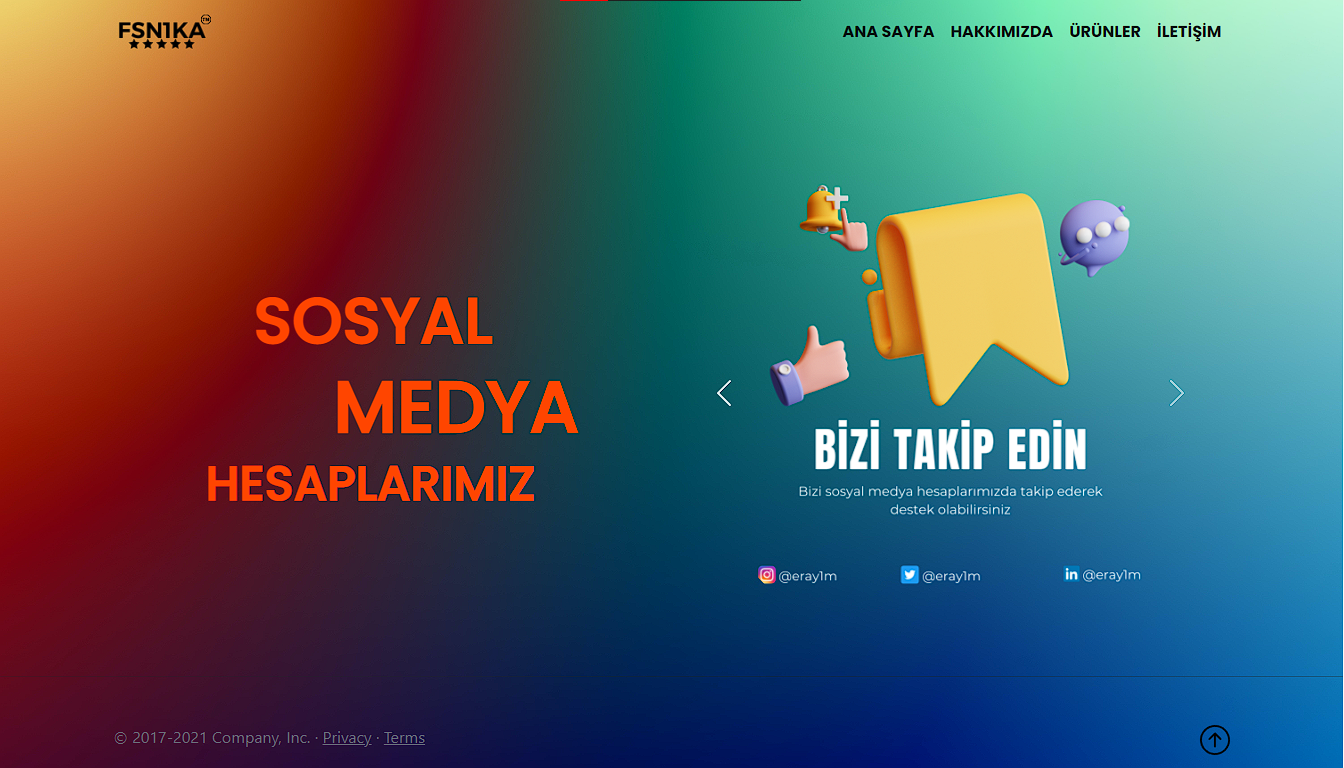 FSN1KA TM
ANA SAYFA HAKKIMIZDA ÜRÜNLER İLETİŞİM
SOSYAL
MEDYA
HESAPLARIMIZ
BİZİ TAKİP EDİN
Bizi sosyal medya hesaplarımızda takip ederek
destek olabilirsiniz
@eray1m @eray1m @eray1m
© 2017-2021 Company, Inc. · Privacy · Terms